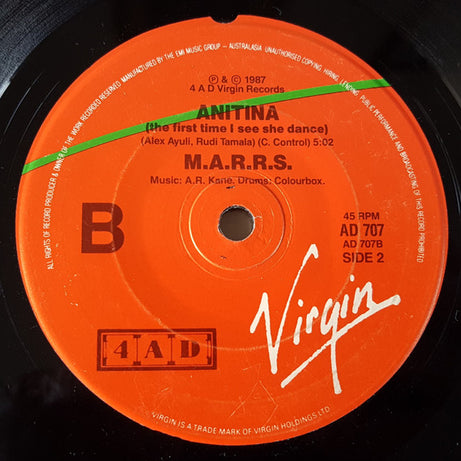 ALL RIGHTS OF RECORD PRODUCER & OWNER OF THE WORK RECORDED RESERVED. MANUFACTURED BY THE EMI MUSIC GROUP – AUSTRALASIA. UNAUTHORISED COPYING, HIRING, LENDING, PUBLIC PERFORMANCE AND BROADCASTING OF THIS RECORD PROHIBITED
℗ & © 1987
4 A D Virgin Records
ANITINA
(the first time I see she dance)
(Alex Ayuli, Rudi Tamala) (C. Control) 5:02
M.A.R.R.S.
Music: A.R. Kane. Drums: Colourbox.
B
45 RPM
AD 707
AD 707B
SIDE 2
4 A D
Virgin
VIRGIN IS A TRADE MARK OF VIRGIN HOLDINGS LTD.